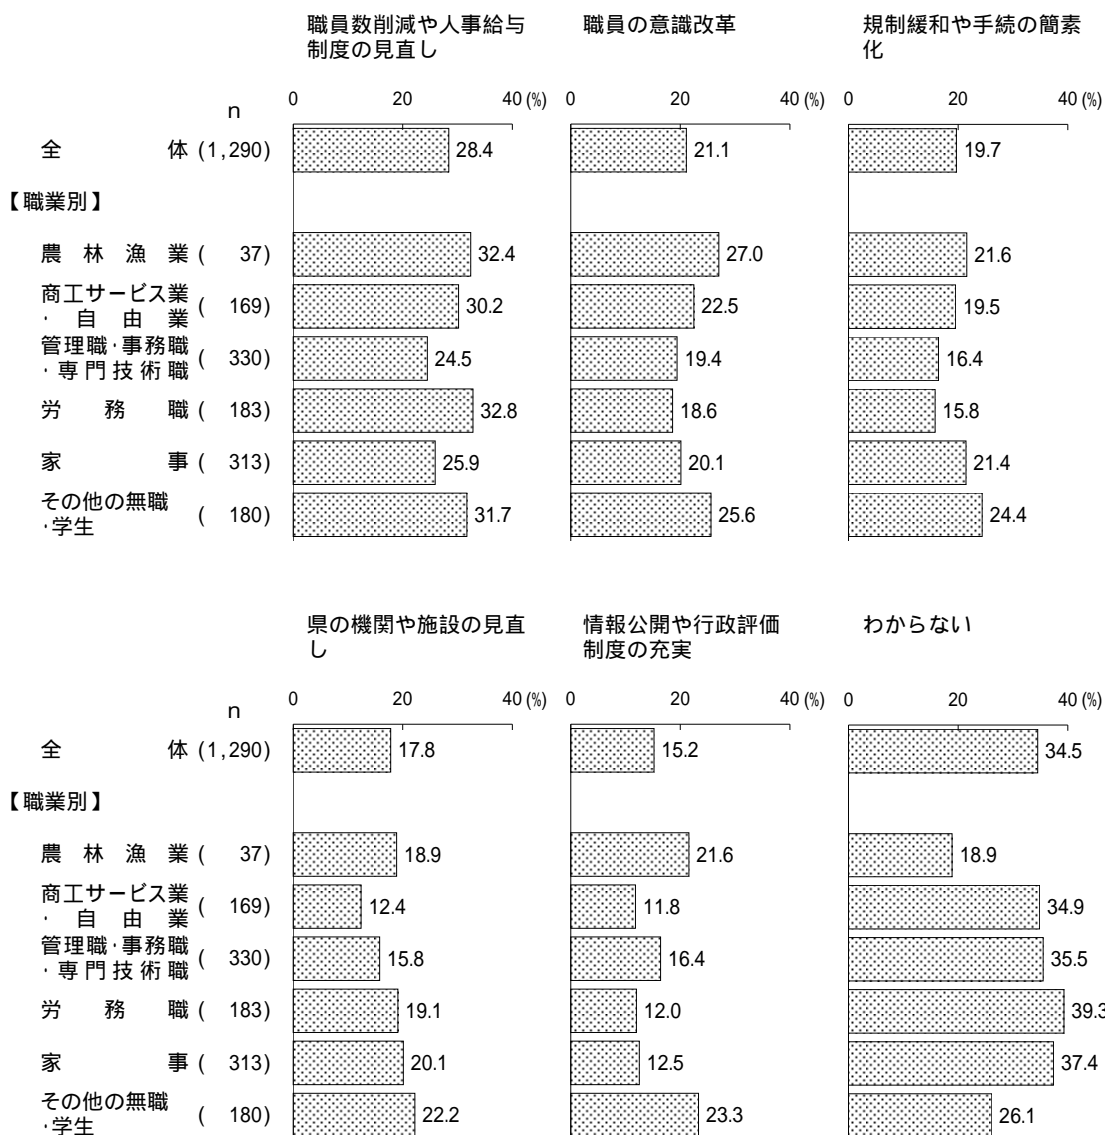 職員数削減や人事給与 職員の意識改革 規制緩和や手続の簡素
制度の見直し 化
0 20 40 (%) 0 20 40 (%) 0 20 40 (%)
n
全体 (1,290) 28.4 21.1 19.7
【職業別】
農林漁業 ( 37) 32.4 27.0 21.6
商工サービス業
・自由業 ( 169) 30.2 22.5 19.5
管理職・事務職
・専門技術職 ( 330) 24.5 19.4 16.4
労務職 ( 183) 32.8 18.6 15.8
家事 ( 313) 25.9 20.1 21.4
その他の無職
・学生 ( 180) 31.7 25.6 24.4
県の機関や施設の見直 情報公開や行政評価 わからない
し 制度の充実
0 20 40 (%) 0 20 40 (%) 0 20 40 (%)
n
全体 (1,290) 17.8 15.2 34.5
【職業別】
農林漁業 ( 37) 18.9 21.6 18.9
商工サービス業
・自由業 ( 169) 12.4 11.8 34.9
管理職・事務職
・専門技術職 ( 330) 15.8 16.4 35.5
労務職 ( 183) 19.1 12.0 39.3
家事 ( 313) 20.1 12.5 37.4
その他の無職
・学生 ( 180) 22.2 23.3 26.1